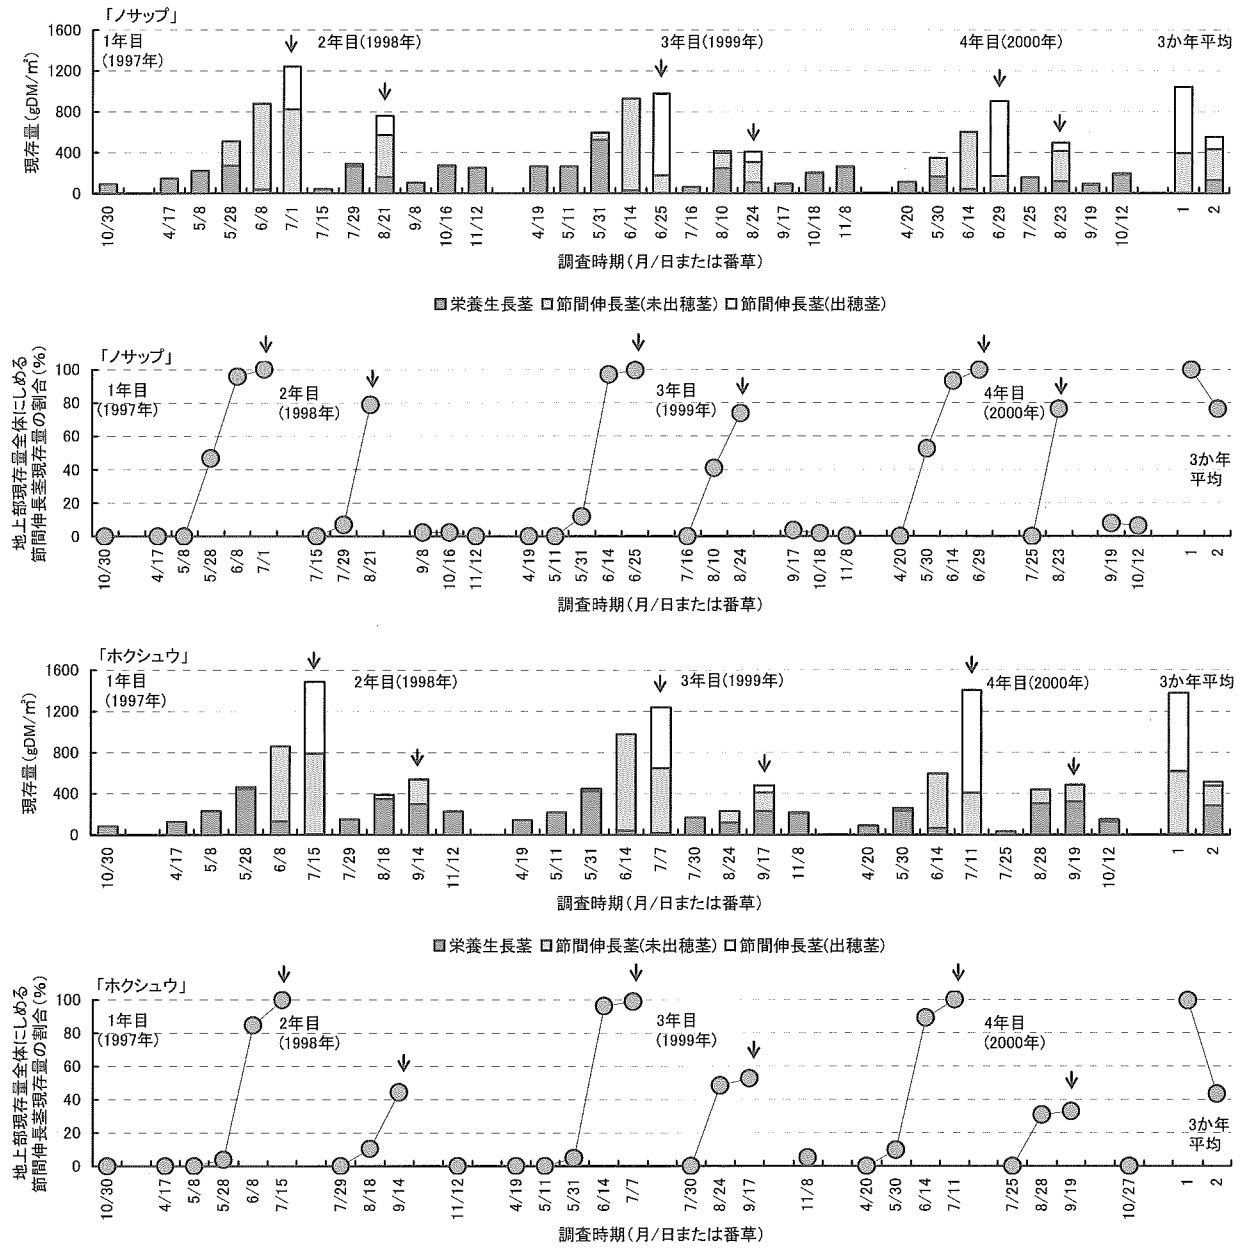 「ノサップ」
1600
1200
800
400
0
現存量(gDM/㎡)
1年目
(1997年)
2年目(1998年)
3年目(1999年)
4年目(2000年)
3か年平均
10/30 4/17 5/8 5/28 6/8 7/1 7/15 7/29 8/21 9/8 10/16 11/12 4/19 5/11 5/31 6/14 6/25 7/16 8/10 8/24 9/17 10/18 11/8 4/20 5/30 6/14 6/29 7/25 8/23 9/19 10/12 1 2
調査時期(月/日または番草)
栄養生長茎 節間伸長茎(未出穂茎) 節間伸長茎(出穂茎)
「ノサップ」
100
80
60
40
20
0
地上部現存量全体にしめる
節間伸長茎現存量の割合(%)
1年目
(1997年)
2年目
(1998年)
3年目
(1999年)
4年目
(2000年)
3か年
平均
10/30 4/17 5/8 5/28 6/8 7/1 7/15 7/29 8/21 9/8 10/16 11/12 4/19 5/11 5/31 6/14 6/25 7/16 8/10 8/24 9/17 10/18 11/8 4/20 5/30 6/14 6/29 7/25 8/23 9/19 10/12 1 2
調査時期(月/日または番草)
「ホクシュウ」
1600
1200
800
400
0
現存量(gDM/㎡)
1年目
(1997年)
2年目(1998年)
3年目(1999年)
4年目(2000年)
3か年平均
10/30 4/17 5/8 5/28 6/8 7/15 7/29 8/18 9/14 11/12 4/19 5/11 5/31 6/14 7/7 7/30 8/24 9/17 11/8 4/20 5/30 6/14 7/11 7/25 8/28 9/19 10/12 1 2
調査時期(月/日または番草)
栄養生長茎 節間伸長茎(未出穂茎) 節間伸長茎(出穂茎)
「ホクシュウ」
100
80
60
40
20
0
地上部現存量全体にしめる
節間伸長茎現存量の割合(%)
1年目
(1997年)
2年目
(1998年)
3年目
(1999年)
4年目
(2000年)
3か年
平均
10/30 4/17 5/8 5/28 6/8 7/15 7/29 8/18 9/14 11/12 4/19 5/11 5/31 6/14 7/7 7/30 8/24 9/17 11/8 4/20 5/30 6/14 7/11 7/25 8/28 9/19 10/27 1 2
調査時期(月/日または番草)